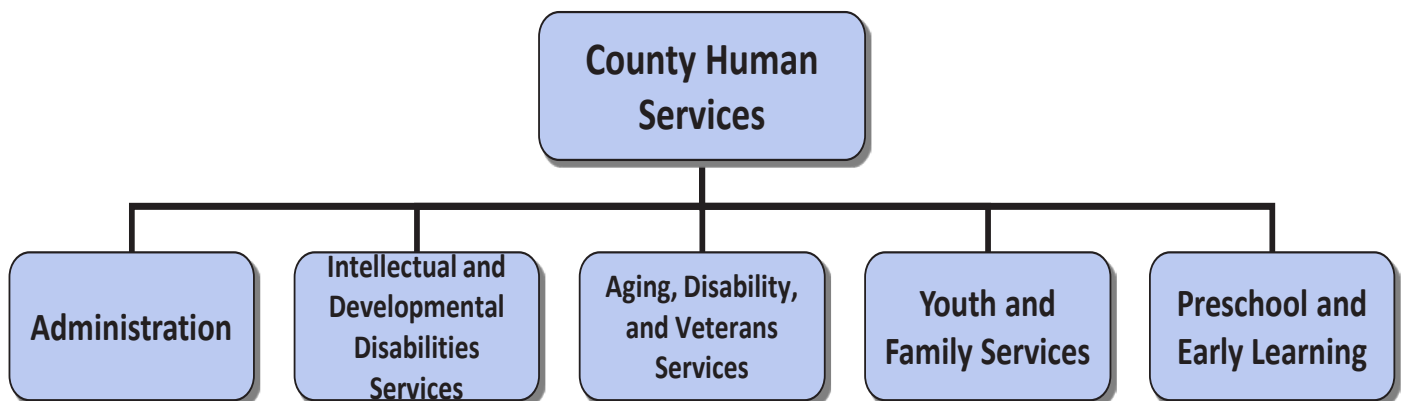 County Human
Services
Administration
Intellectual and
Developmental
Disabilities
Services
Aging, Disability,
and Veterans
Services
Youth and
Family Services
Preschool and
Early Learning